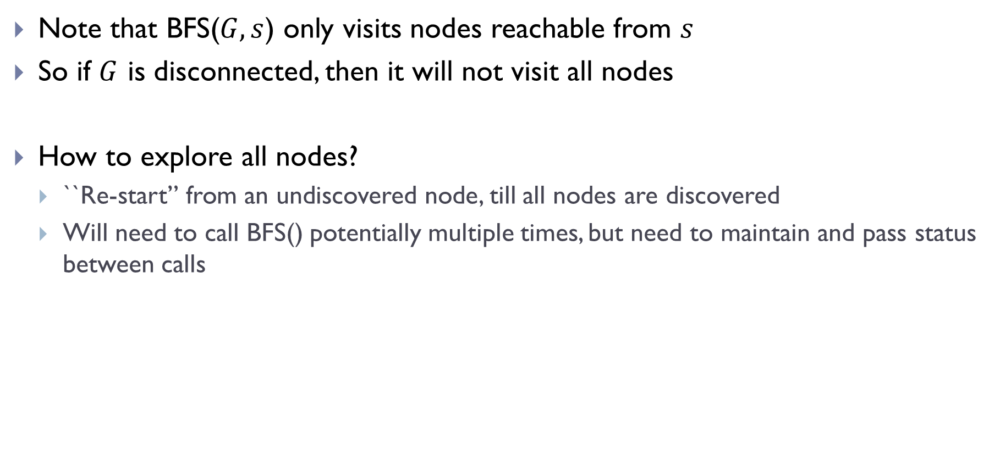 Note that BFS(G, s) only visits nodes reachable from s
So if G is disconnected, then it will not visit all nodes
How to explore all nodes?
``Re-start” from an undiscovered node, till all nodes are discovered
Will need to call BFS() potentially multiple times, but need to maintain and pass status
between calls